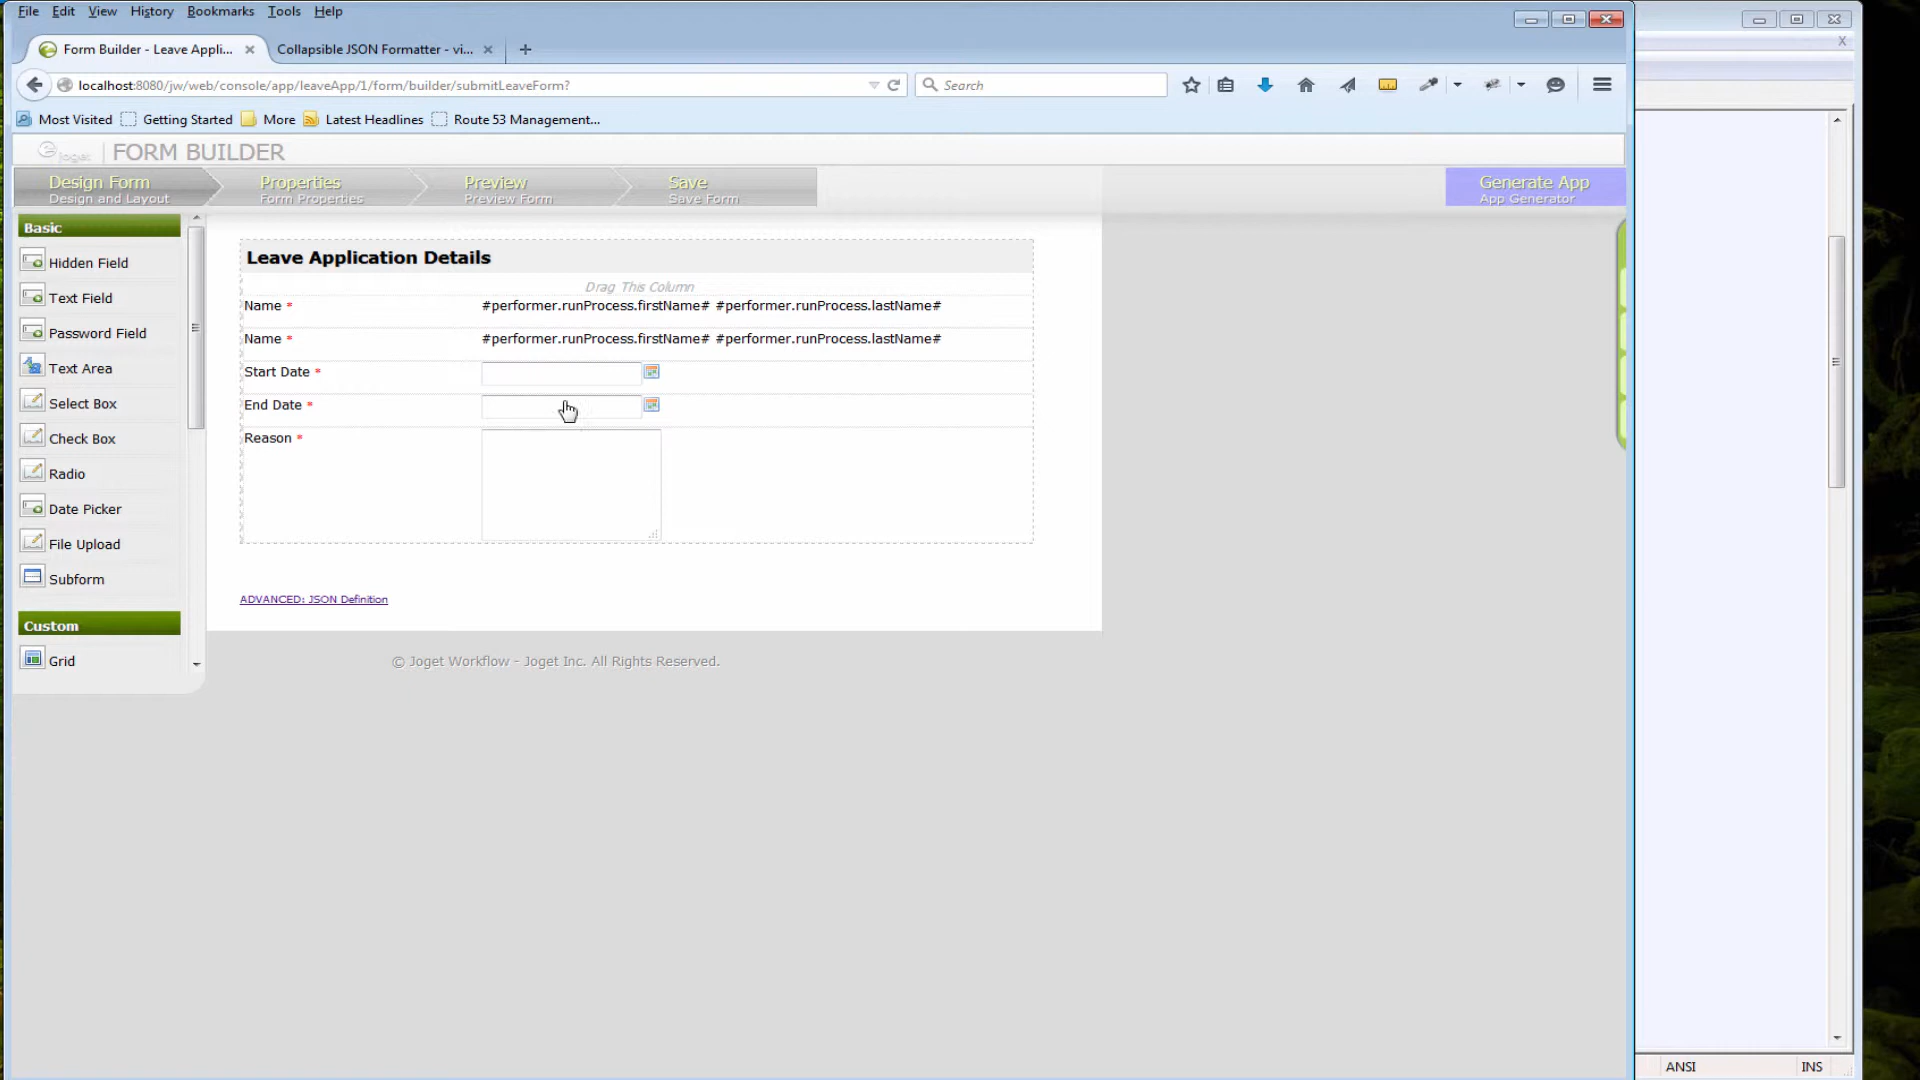 File Edit View History Bookmarks Tools Help
Form Builder - Leave Appli...
Collapsible JSON Formatter - vi...
localhost:8080/jw/web/console/app/leaveApp/1/form/builder/submitLeaveForm?
Search
Most Visited Getting Started More Latest Headlines Route 53 Management...
joget FORM BUILDER
Design Form
Design and Layout
Properties
Form Properties
Preview
Preview Form
Save
Save Form
Generate App
App Generator
Basic
Hidden Field
Text Field
Password Field
Text Area
Select Box
Check Box
Radio
Date Picker
File Upload
Subform
Custom
Grid
Leave Application Details
Drag This Column
Name * #performer.runProcess.firstName# #performer.runProcess.lastName#
Name * #performer.runProcess.firstName# #performer.runProcess.lastName#
Start Date *
End Date *
Reason *
ADVANCED: JSON Definition
© Joget Workflow - Joget Inc. All Rights Reserved.
ANSI INS